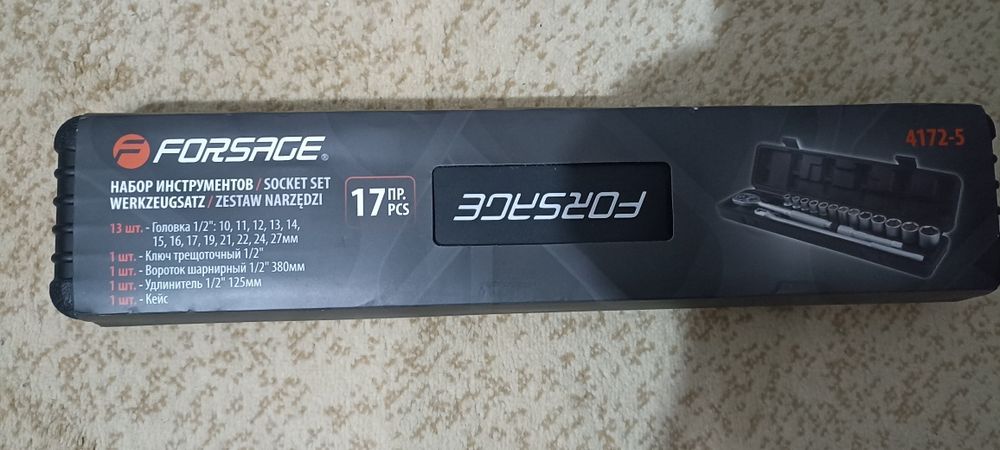 FORSAGE®
НАБОР ИНСТРУМЕНТОВ / SOCKET SET
WERKZEUGSATZ / ZESTAW NARZĘDZI
17 ПР. PCS
13 шт. - Головка 1/2": 10, 11, 12, 13, 14,
15, 16, 17, 19, 21, 22, 24, 27мм
1 шт. - Ключ трещоточный 1/2"
1 шт. - Вороток шарнирный 1/2" 380мм
1 шт. - Удлинитель 1/2" 125мм
1 шт. - Кейс
FORSAGE
4172-5